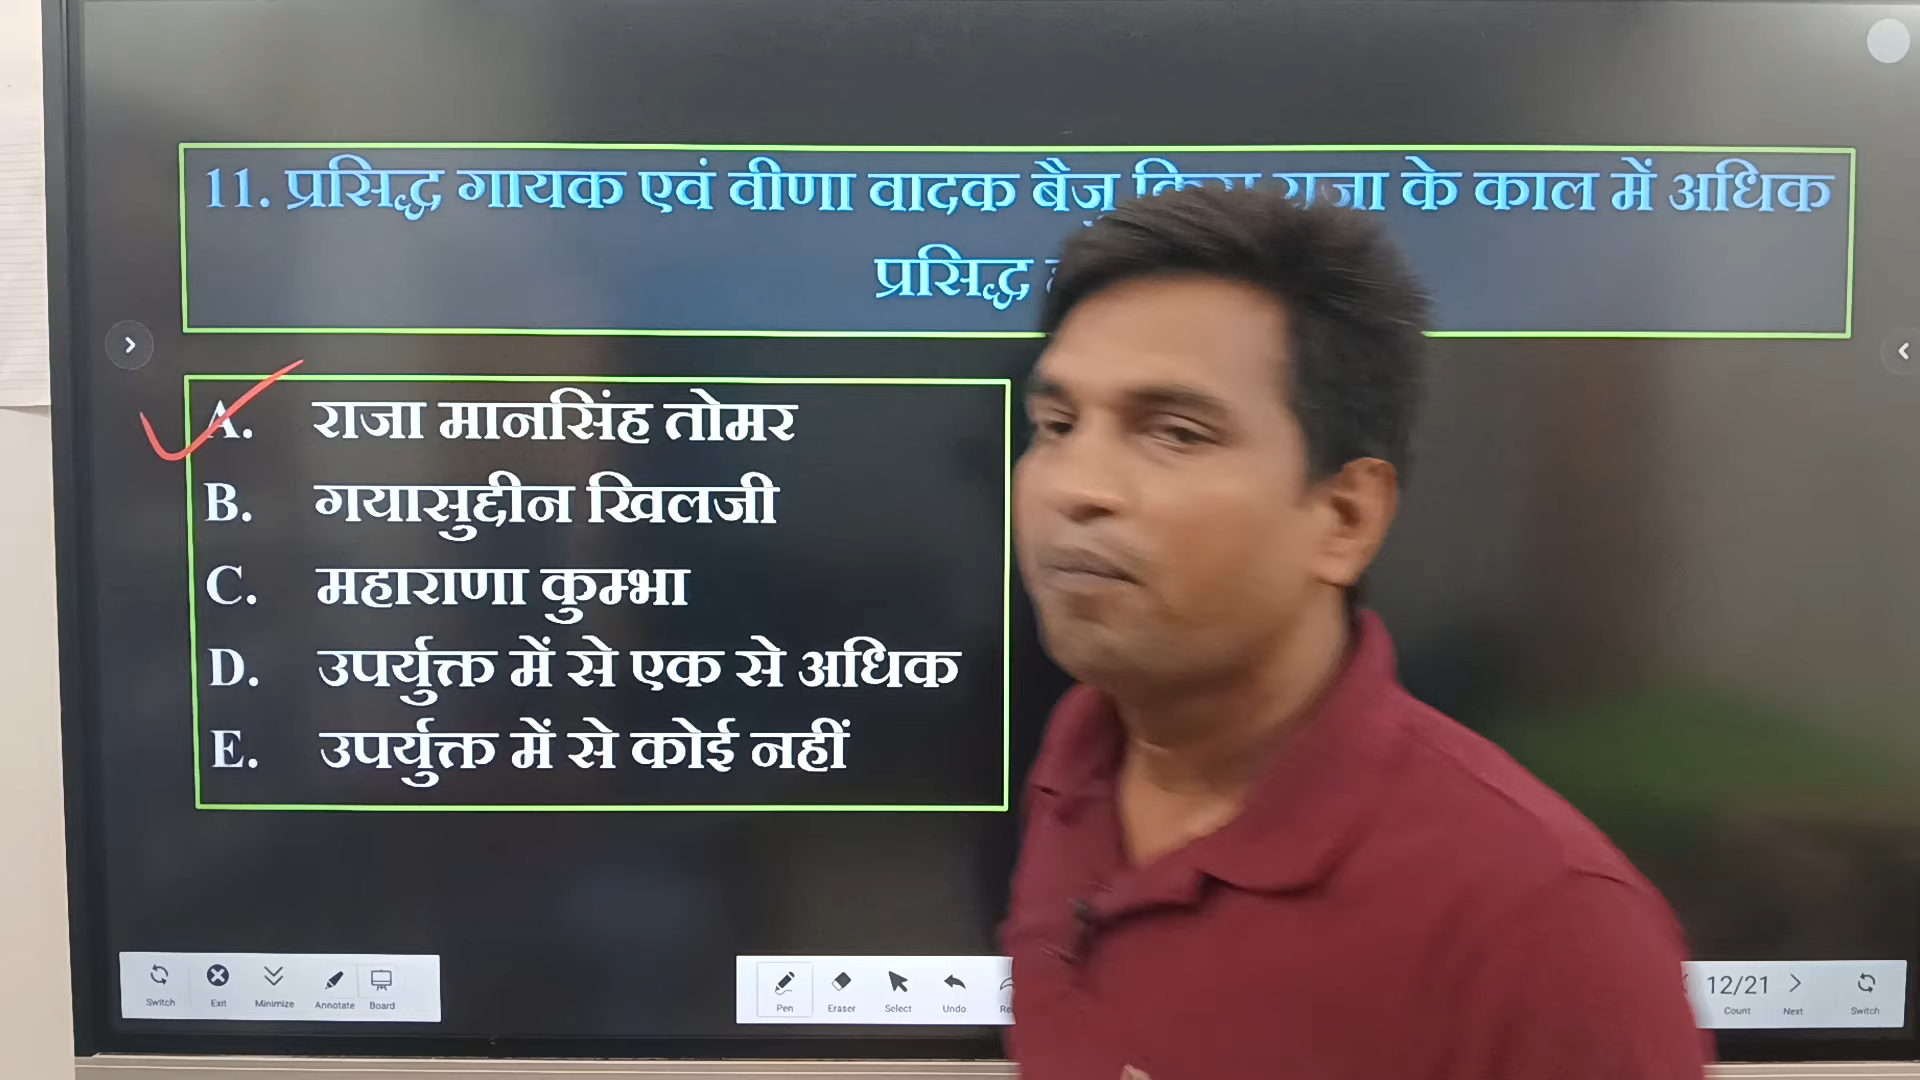 11. प्रसिद्ध गायक एवं वीणा वादक बैजु राजा के काल में अधिक
प्रसिद्ध
A. राजा मानसिंह तोमर
B. गयासुद्दीन खिलजी
C. महाराणा कुम्भा
D. उपर्युक्त में से एक से अधिक
E. उपर्युक्त में से कोई नहीं
Switch Exit Minimize Annotate Board
Pen Eraser Select Undo
12/21
Count Next Switch